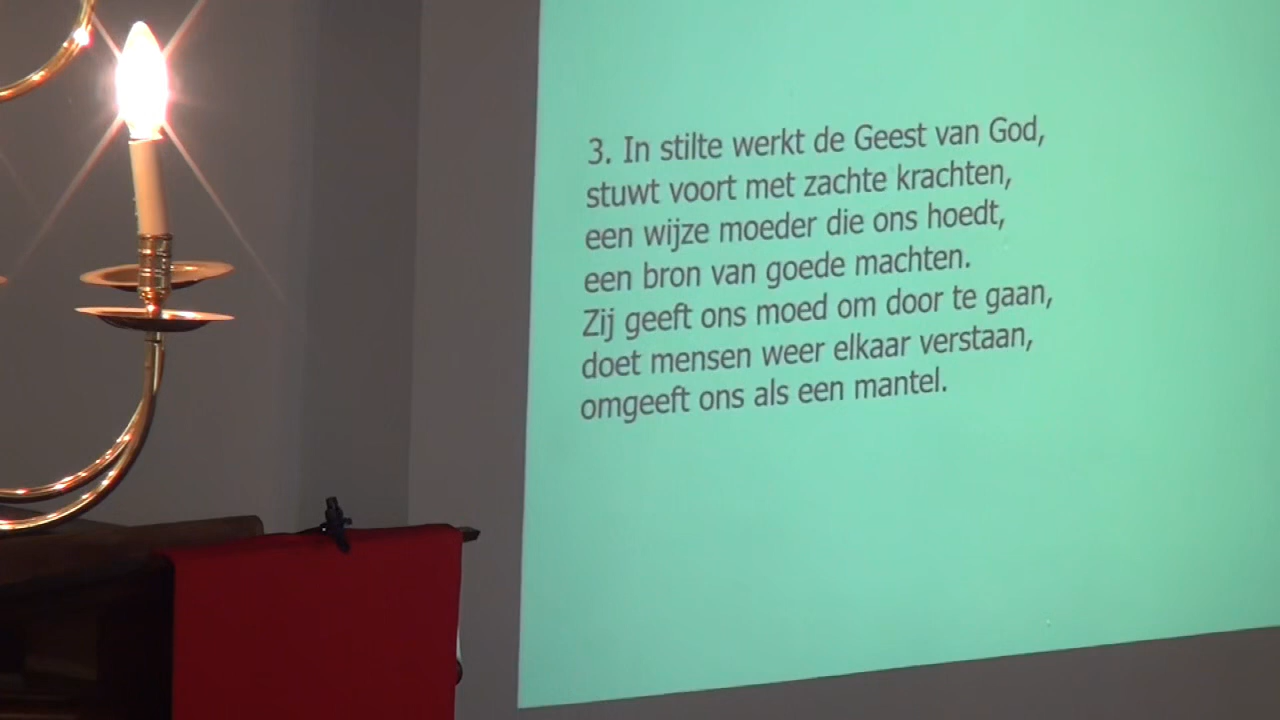 3. In stilte werkt de Geest van God,
stuwt voort met zachte krachten,
een wijze moeder die ons hoedt,
een bron van goede machten.
Zij geeft ons moed om door te gaan,
doet mensen weer elkaar verstaan,
omgeeft ons als een mantel.